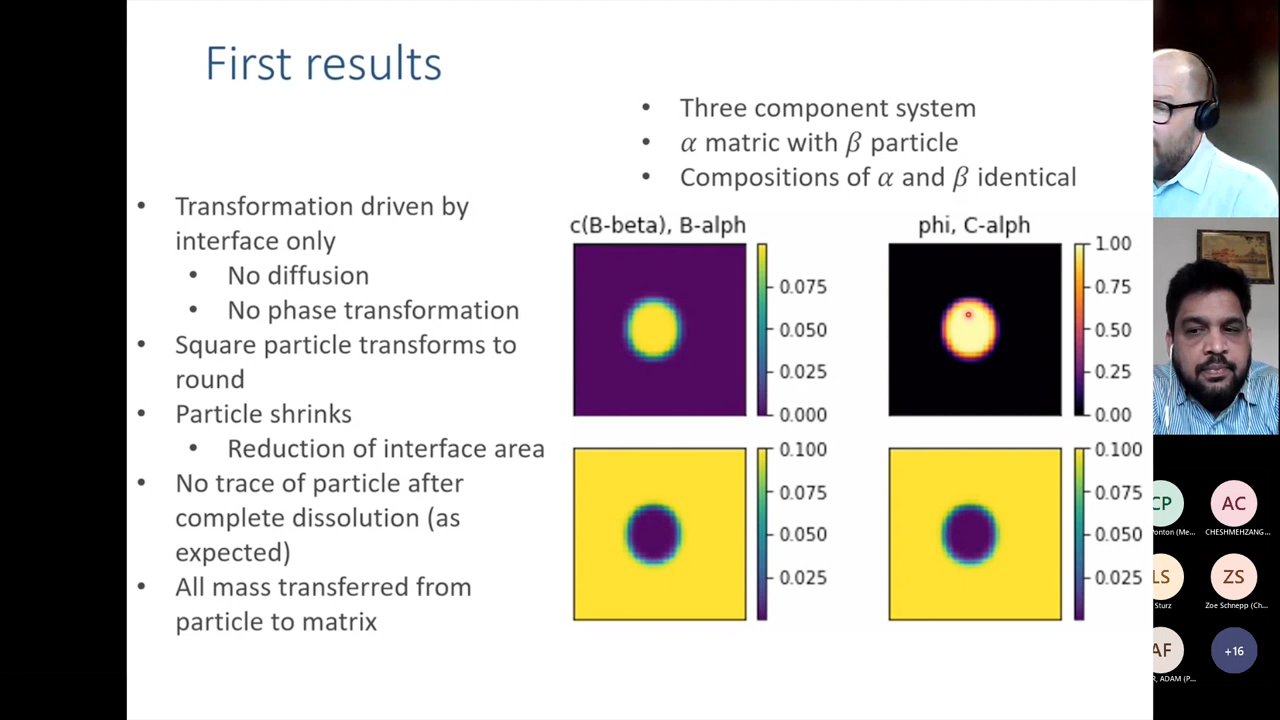 First results
• Three component system
• α matric with β particle
• Compositions of α and β identical
• Transformation driven by
interface only
• No diffusion
• No phase transformation
• Square particle transforms to
round
• Particle shrinks
• Reduction of interface area
• No trace of particle after
complete dissolution (as
expected)
• All mass transferred from
particle to matrix
c(B-beta), B-alph
0.075
0.050
0.025
0.000
phi, C-alph
1.00
0.75
0.50
0.25
0.00
0.100
0.075
0.050
0.025
0.100
0.075
0.050
0.025
CP
Ponton (Me...
AC
CHESHMEHZANG...
LS
Sturz
ZS
Zoe Schnepp (Ch...
AF
R, ADAM (P...
+16